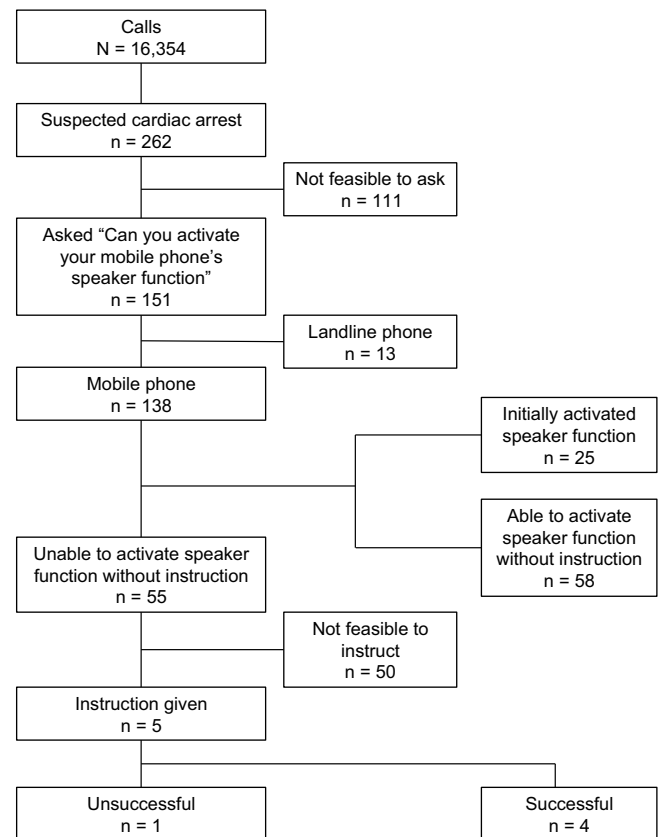 Calls
N = 16,354
Suspected cardiac arrest
n = 262
Not feasible to ask
n = 111
Asked “Can you activate
your mobile phone’s
speaker function”
n = 151
Landline phone
n = 13
Mobile phone
n = 138
Initially activated
speaker function
n = 25
Able to activate
speaker function
without instruction
n = 58
Unable to activate speaker
function without instruction
n = 55
Not feasible to
instruct
n = 50
Instruction given
n = 5
Unsuccessful
n = 1
Successful
n = 4